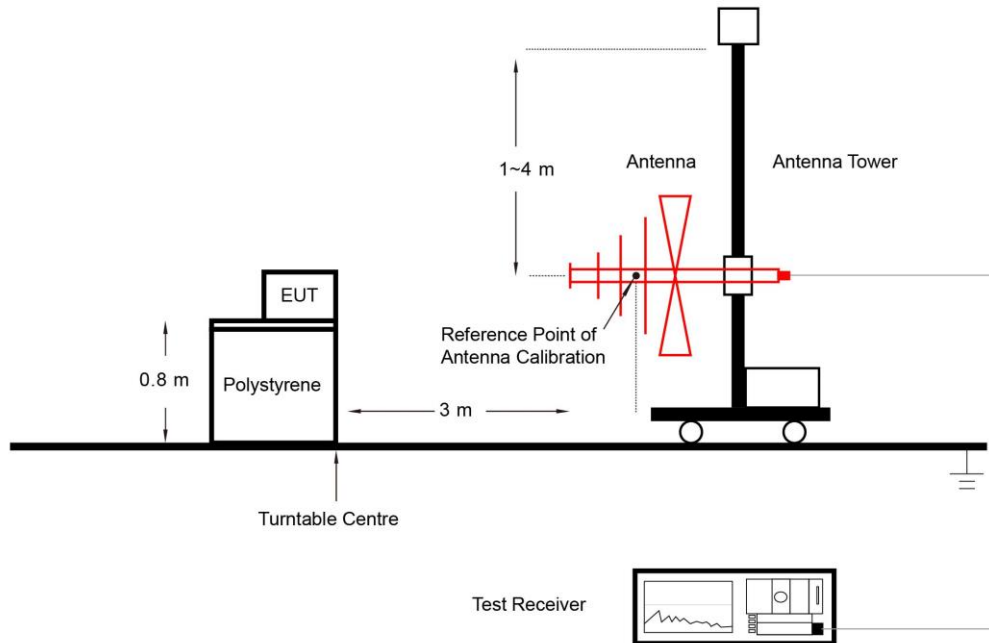 1~4 m
Antenna
Antenna Tower
EUT
Reference Point of
Antenna Calibration
0.8 m
Polystyrene
3 m
Turntable Centre
Test Receiver